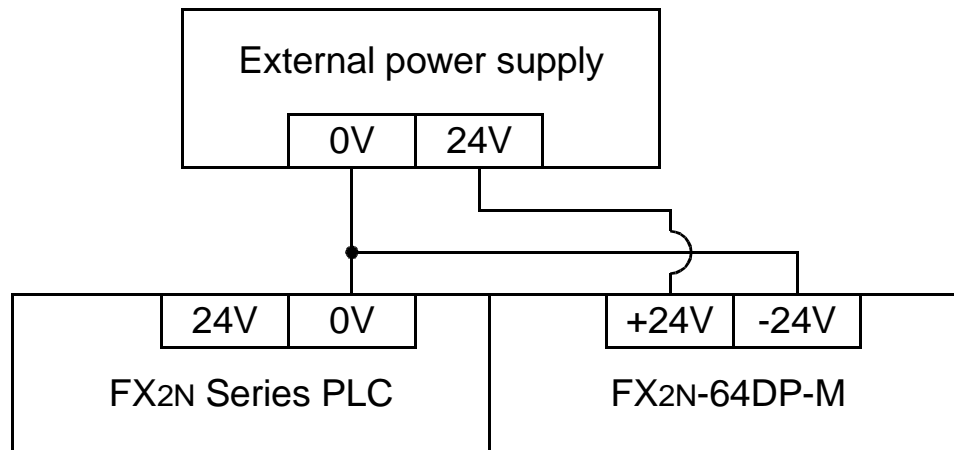 External power supply
0V 24V
24V 0V +24V -24V
FX2N Series PLC FX2N-64DP-M